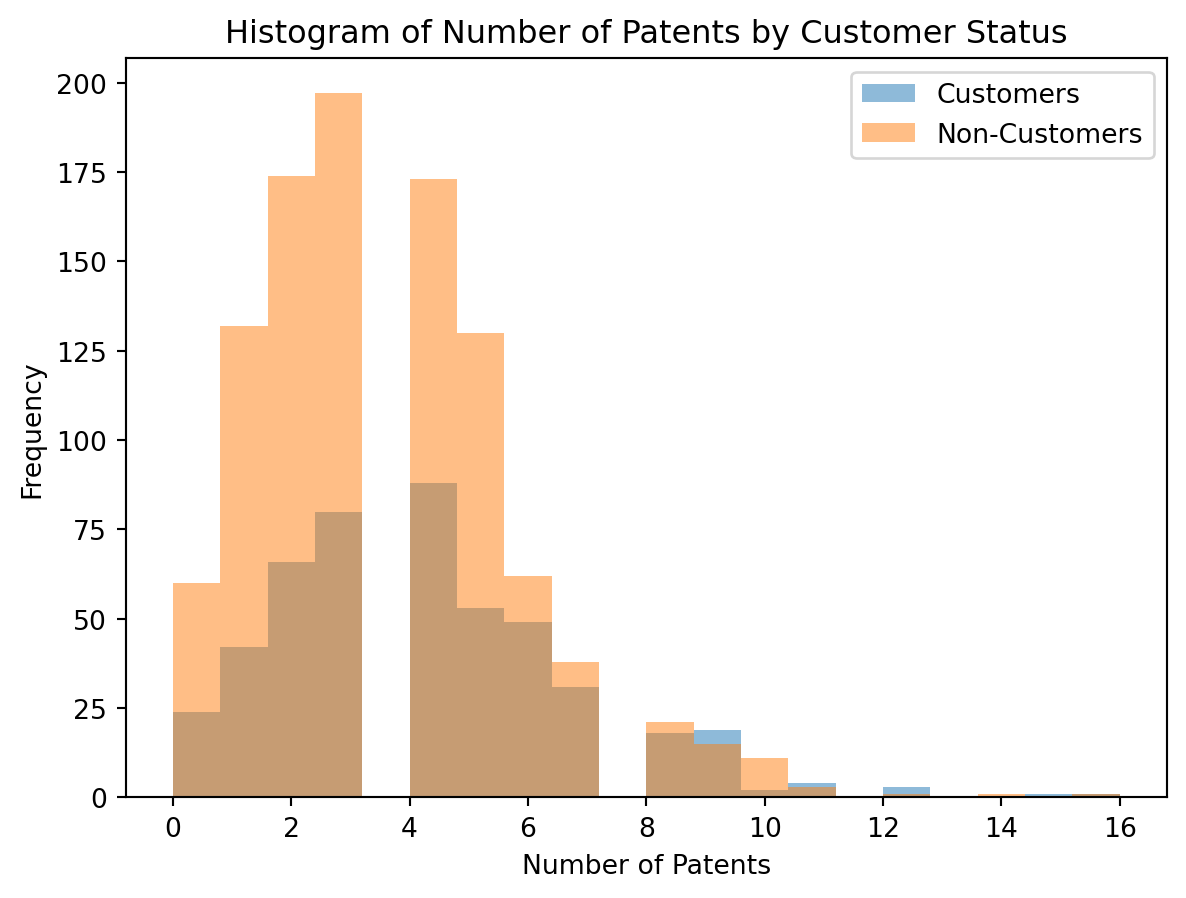 Histogram of Number of Patents by Customer Status
Customers
Non-Customers
200
175
150
125
100
75
50
25
0
Frequency
0 2 4 6 8 10 12 14 16
Number of Patents